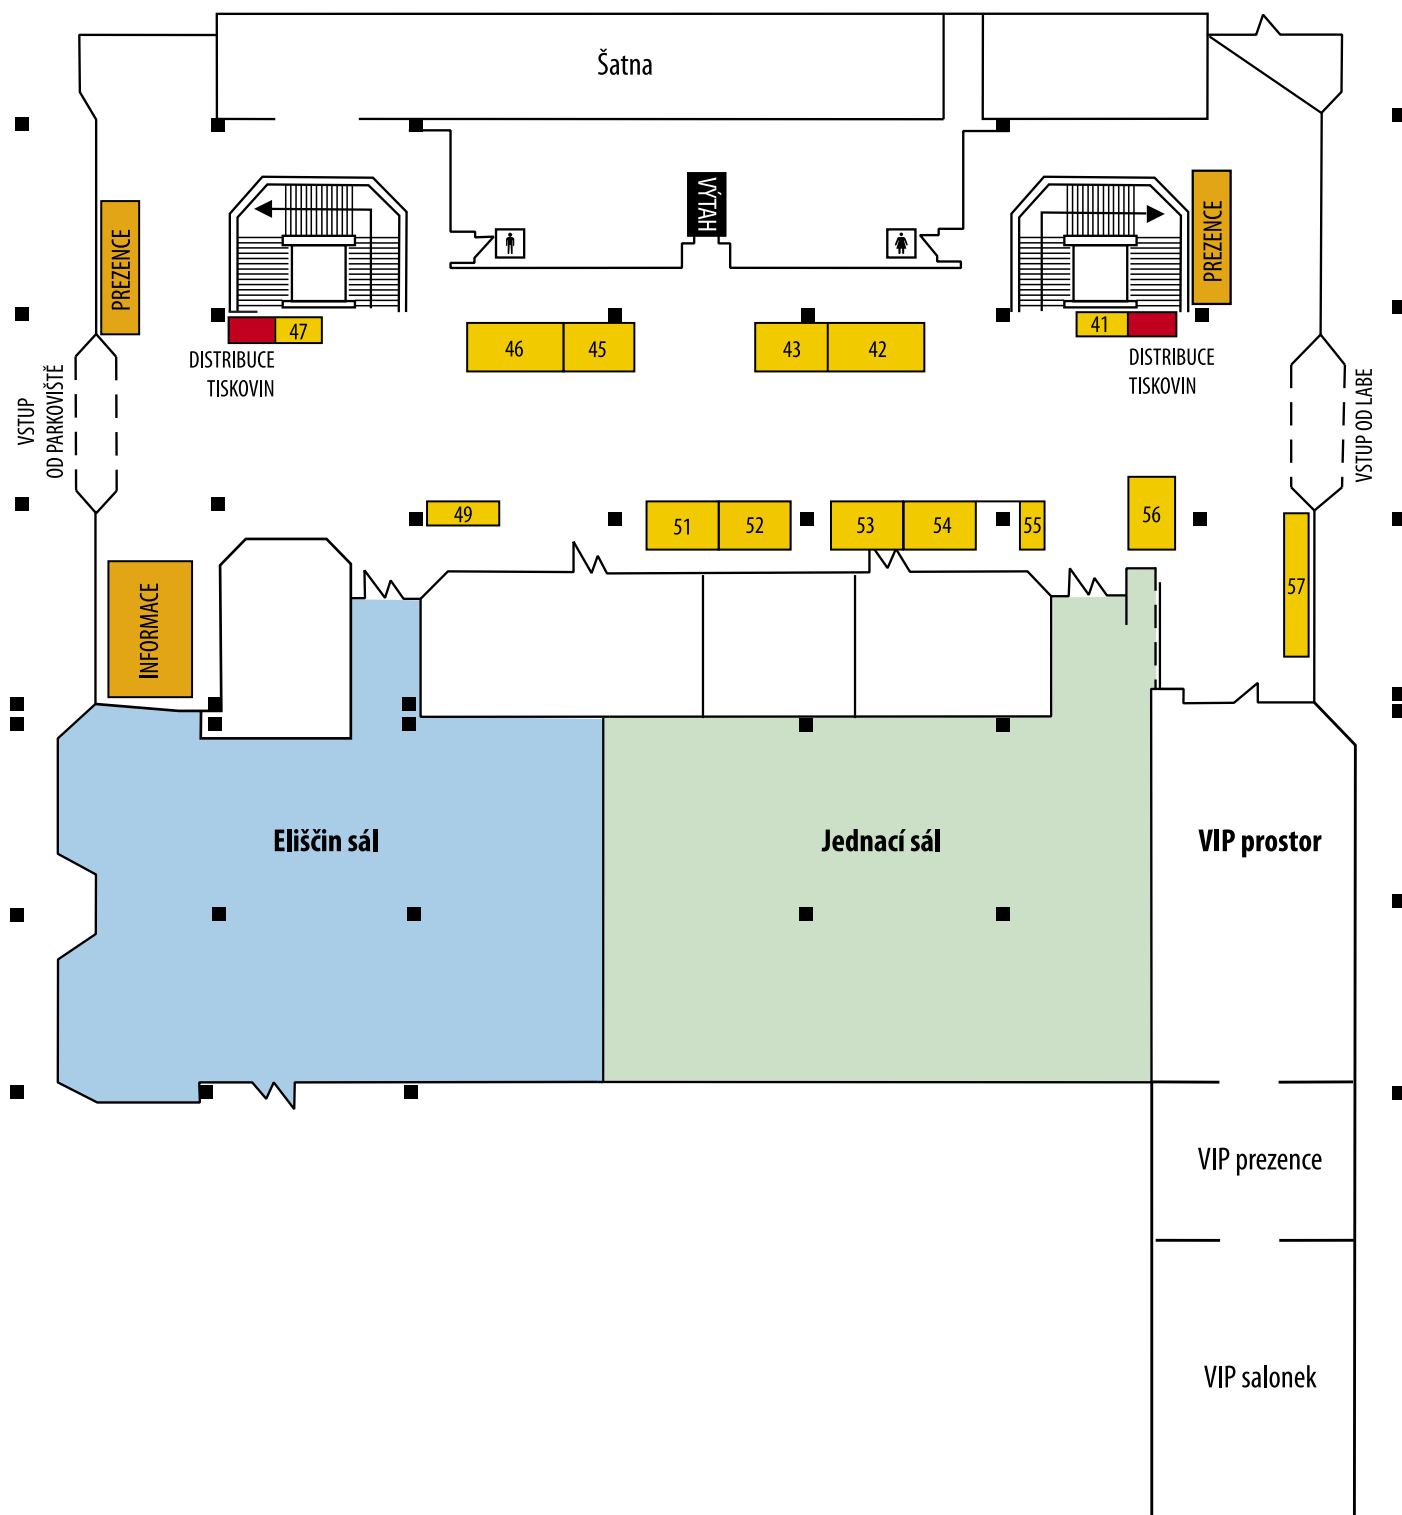 Šatna
VÝTAH
PREZENCE
PREZENCE
47
46
45
43
42
41
DISTRIBUCE
TISKOVIN
DISTRIBUCE
TISKOVIN
VSTUP
OD PARKOVIŠTĚ
VSTUP OD LABE
49
51
52
53
54
55
56
57
INFORMACE
Eliščin sál
Jednací sál
VIP prostor
VIP prezence
VIP salonek